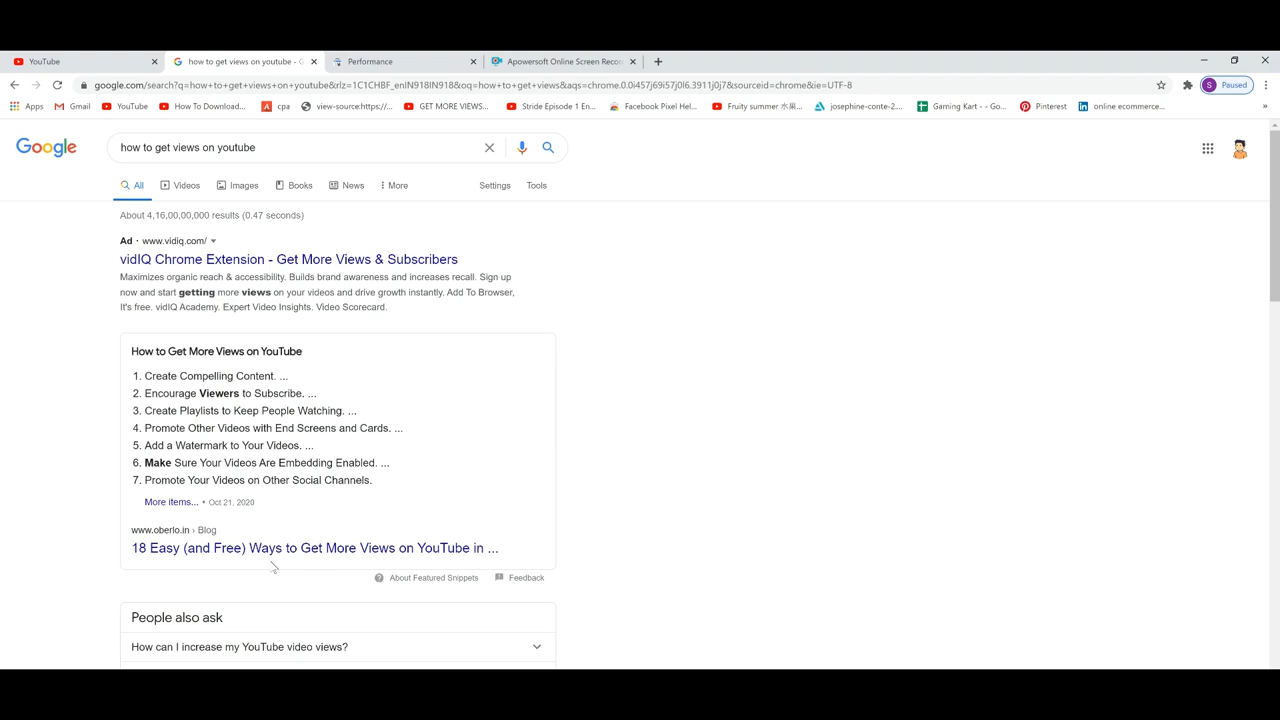 YouTube
how to get views on youtube - G
Performance
Apowersoft Online Screen Recor
google.com/search?q=how+to+get+views+on+youtube&rlz=1C1CHBF_enIN918IN918&oq=how+to+get+views&aqs=chrome.0.0i457j69i57j0l6.3911j0j7&sourceid=chrome&ie=UTF-8
S Paused
Apps
Gmail
YouTube
How To Download...
cpa
view-source:https:/...
GET MORE VIEWS...
Stride Episode 1 En...
Facebook Pixel Hel...
Fruity summer 水果...
josephine-conte-2....
Gaming Kart - - Go...
Pinterest
online ecommerce...
»
Google
how to get views on youtube
All
Videos
Images
Books
News
More
Settings
Tools
About 4,16,00,00,000 results (0.47 seconds)
Ad · www.vidiq.com/
vidIQ Chrome Extension - Get More Views & Subscribers
Maximizes organic reach & accessibility. Builds brand awareness and increases recall. Sign up
now and start getting more views on your videos and drive growth instantly. Add To Browser,
It's free. vidIQ Academy. Expert Video Insights. Video Scorecard.
How to Get More Views on YouTube
1. Create Compelling Content. ...
2. Encourage Viewers to Subscribe. ...
3. Create Playlists to Keep People Watching. ...
4. Promote Other Videos with End Screens and Cards. ...
5. Add a Watermark to Your Videos. ...
6. Make Sure Your Videos Are Embedding Enabled. ...
7. Promote Your Videos on Other Social Channels.
More items... • Oct 21, 2020
www.oberlo.in › Blog
18 Easy (and Free) Ways to Get More Views on YouTube in ...
About Featured Snippets
Feedback
People also ask
How can I increase my YouTube video views?